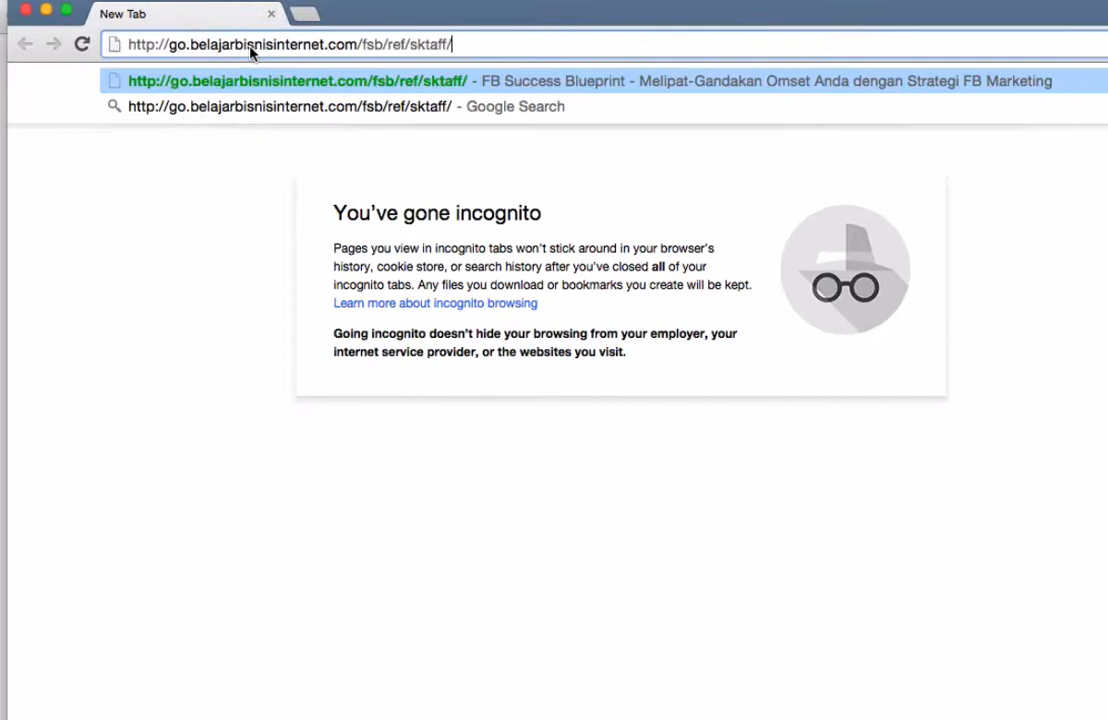 New Tab
http://go.belajarbisnisinternet.com/fsb/ref/sktaff/
http://go.belajarbisnisinternet.com/fsb/ref/sktaff/ - FB Success Blueprint - Melipat-Gandakan Omset Anda dengan Strategi FB Marketing
http://go.belajarbisnisinternet.com/fsb/ref/sktaff/ - Google Search
You've gone incognito
Pages you view in incognito tabs won't stick around in your browser's
history, cookie store, or search history after you've closed all of your
incognito tabs. Any files you download or bookmarks you create will be kept.
Learn more about incognito browsing
Going incognito doesn't hide your browsing from your employer, your
internet service provider, or the websites you visit.